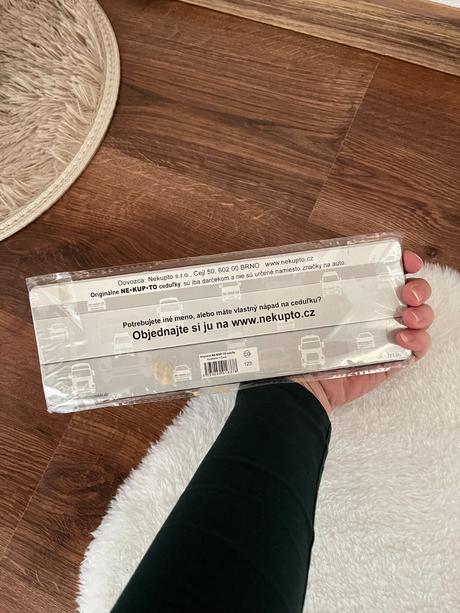 Dovozca: Nekupto s.r.o., Cejl 50, 602 00 BRNO www.nekupto.cz
Originálne NE-KUP-TO ceduľky sú iba darčekom a nie sú určené namiesto značky na auto.
Potrebujete iné meno, alebo máte vlastný nápad na ceduľku?
Objednajte si ju na www.nekupto.cz
123